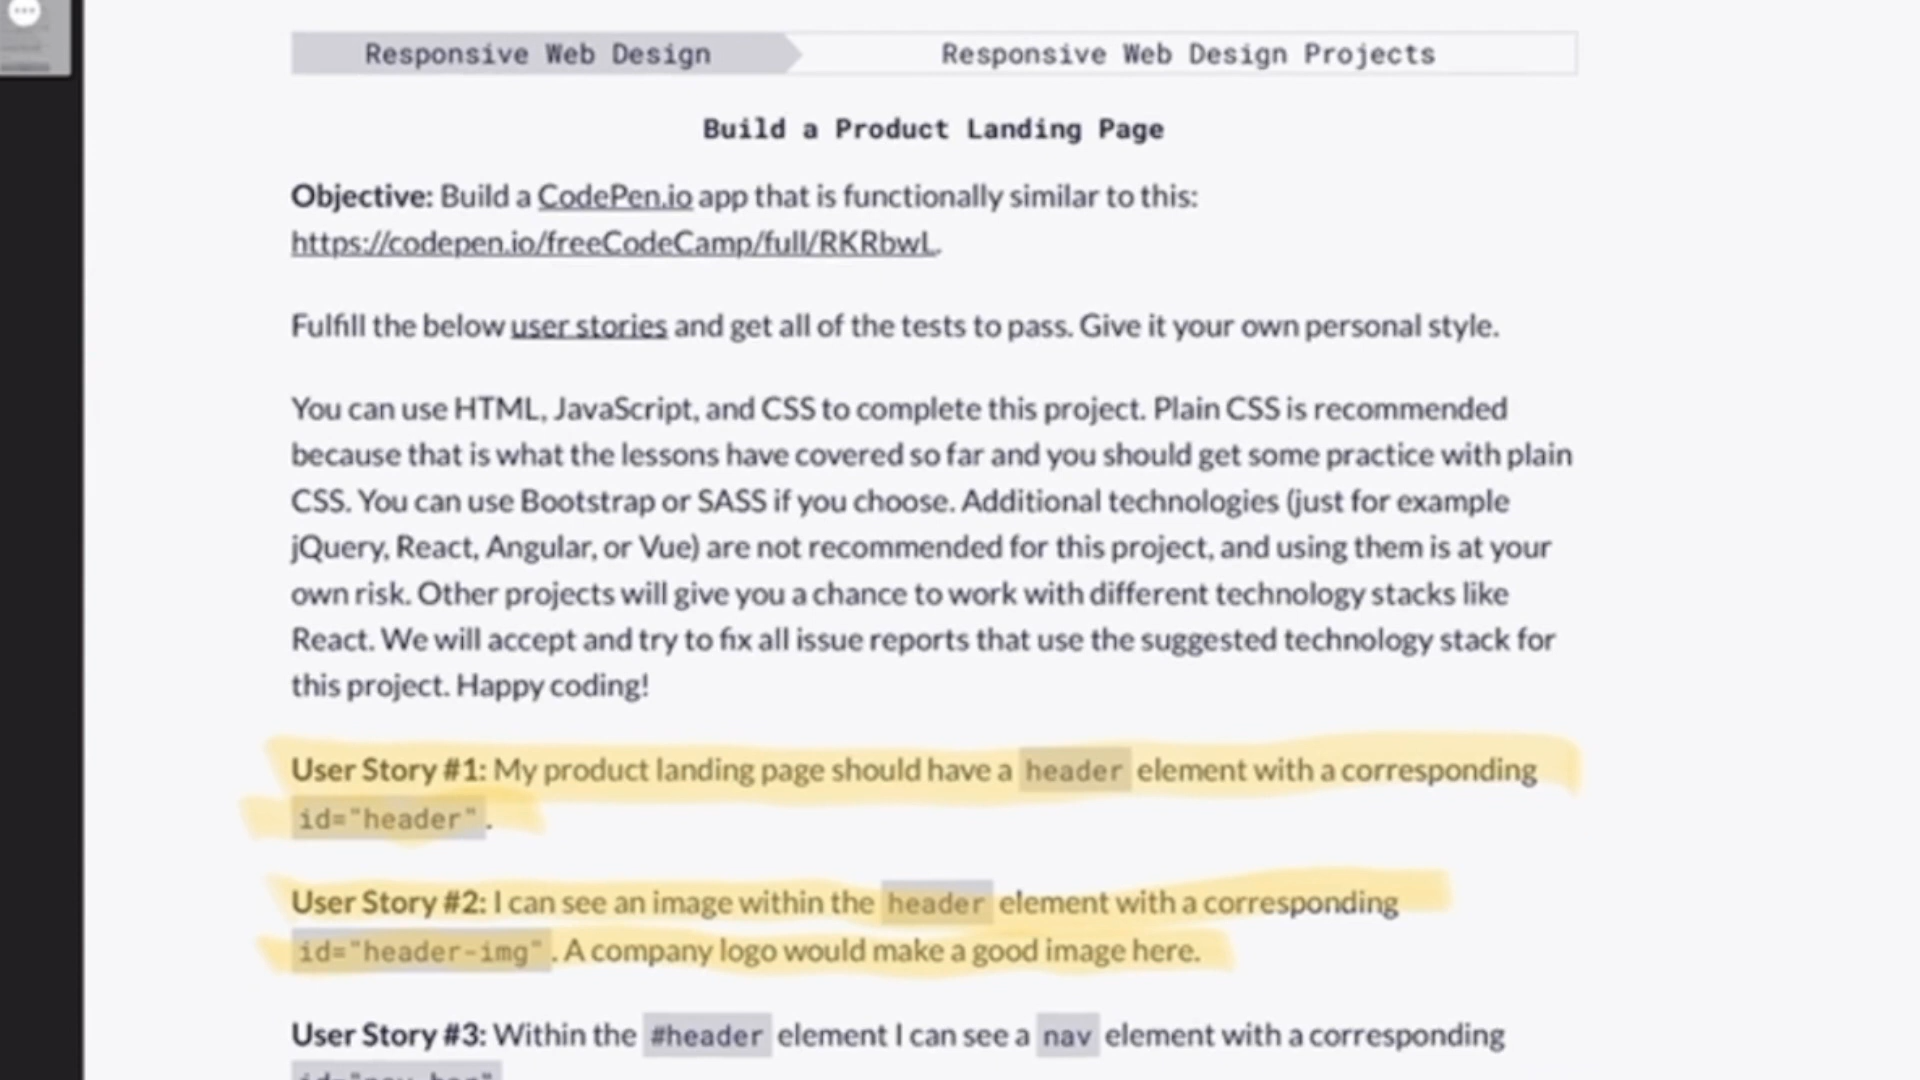 Responsive Web Design
Responsive Web Design Projects
Build a Product Landing Page
Objective: Build a CodePen.io app that is functionally similar to this:
https://codepen.io/freeCodeCamp/full/RKRbwL.
Fulfill the below user stories and get all of the tests to pass. Give it your own personal style.
You can use HTML, JavaScript, and CSS to complete this project. Plain CSS is recommended
because that is what the lessons have covered so far and you should get some practice with plain
CSS. You can use Bootstrap or SASS if you choose. Additional technologies (just for example
jQuery, React, Angular, or Vue) are not recommended for this project, and using them is at your
own risk. Other projects will give you a chance to work with different technology stacks like
React. We will accept and try to fix all issue reports that use the suggested technology stack for
this project. Happy coding!
User Story #1: My product landing page should have a header element with a corresponding
id="header".
User Story #2: I can see an image within the header element with a corresponding
id="header-img". A company logo would make a good image here.
User Story #3: Within the #header element I can see a nav element with a corresponding